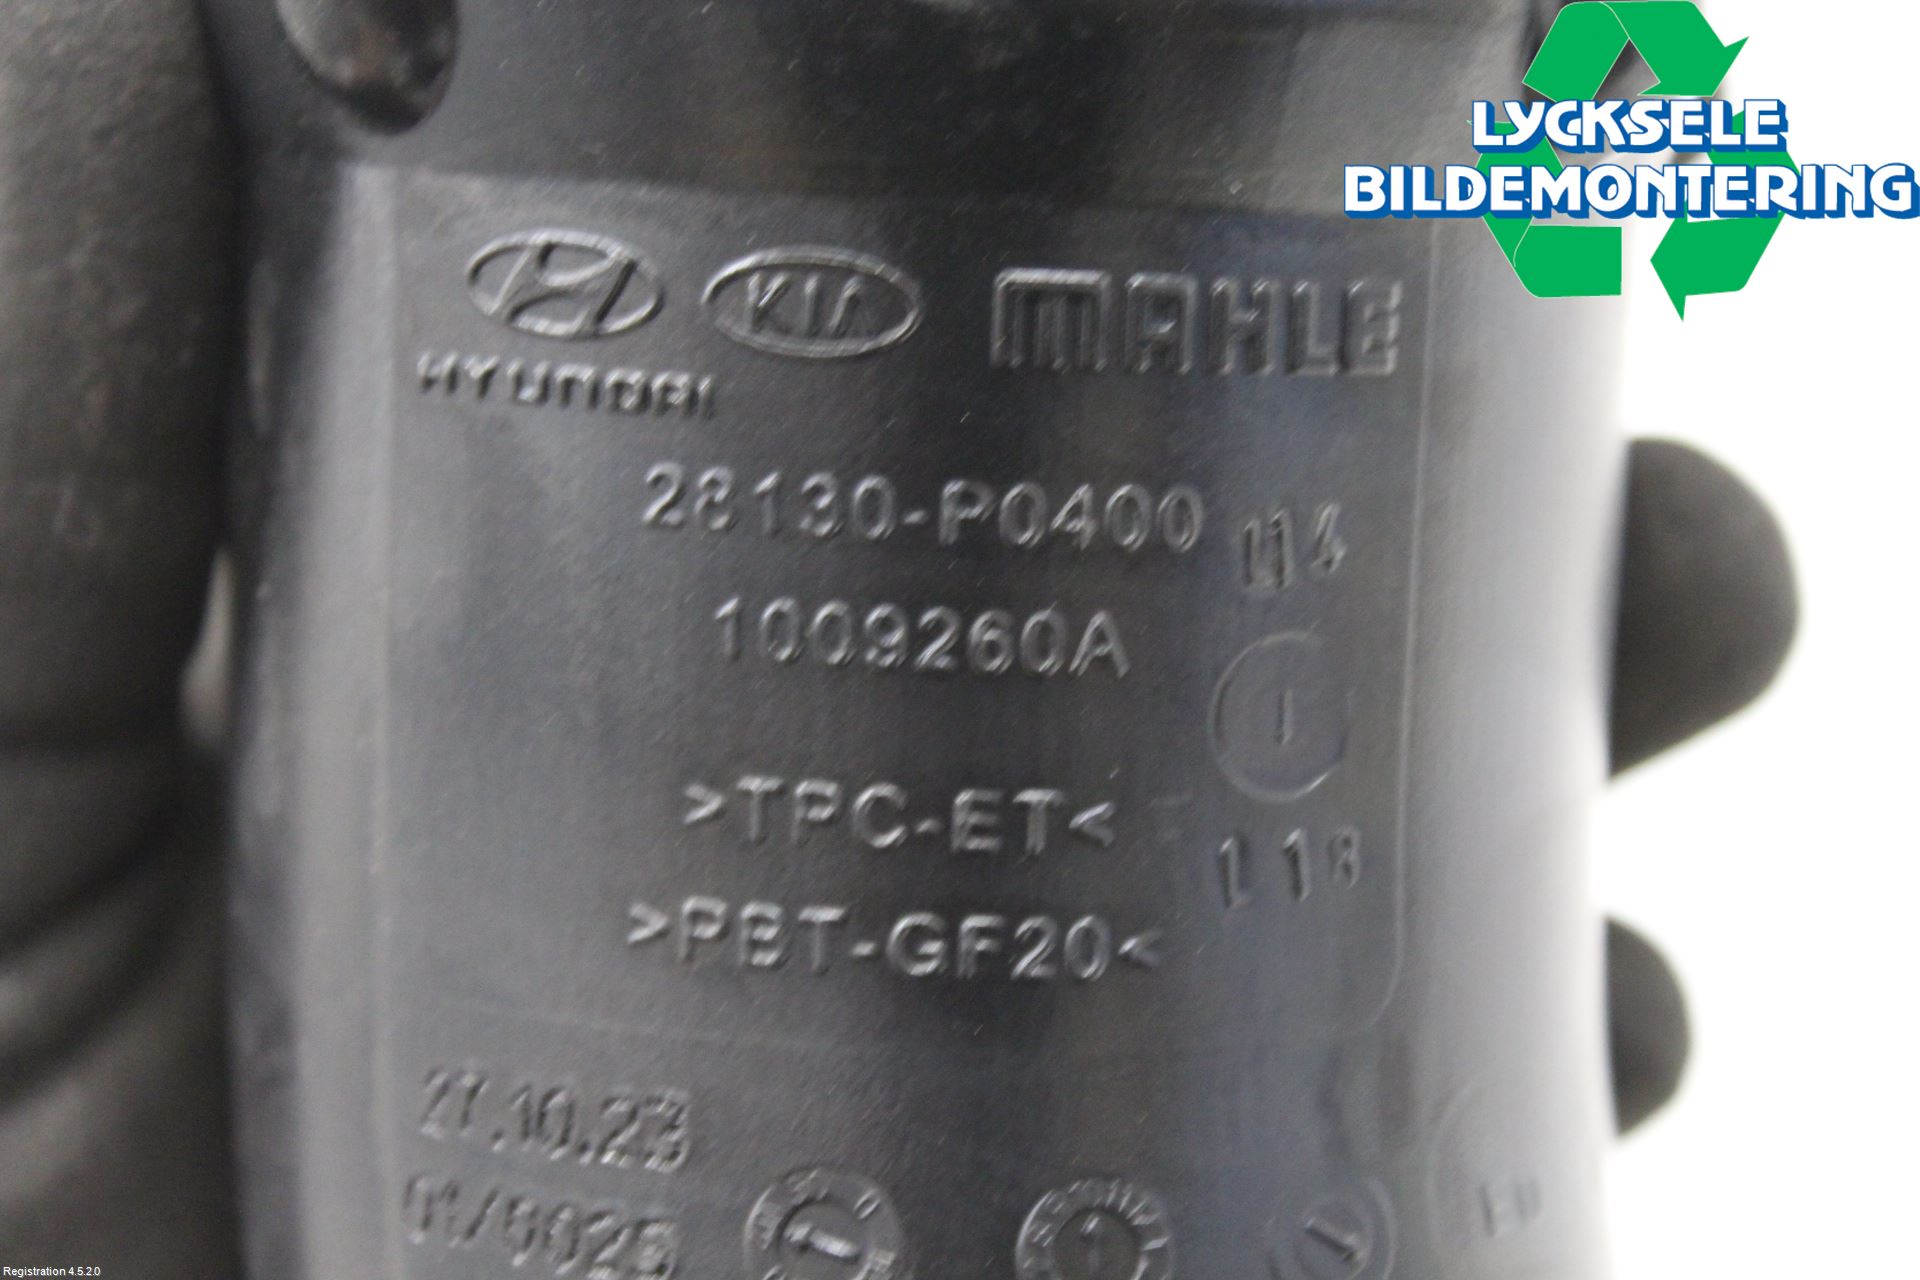 LYCKSELE
BILDEMONTERING
KIA MAHLE
HYUNDAI
28130-P0400
1009260A
>TPC-ET<
>PBT-GF20<
27.10.23
Registration 4.5.2.0